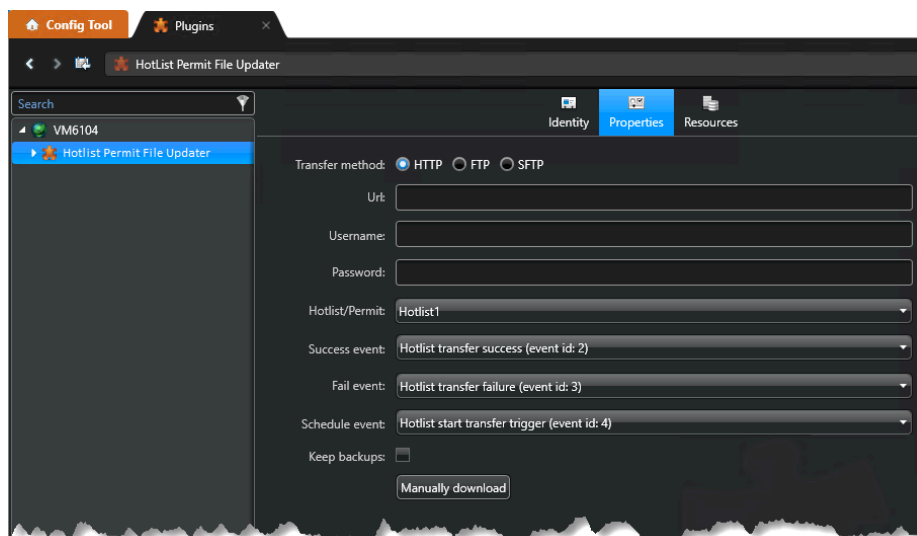 Config Tool
Plugins
HotList Permit File Updater
Search
VM6104
Hotlist Permit File Updater
Identity
Properties
Resources
Transfer method: HTTP FTP SFTP
Url:
Username:
Password:
Hotlist/Permit: Hotlist1
Success event: Hotlist transfer success (event id: 2)
Fail event: Hotlist transfer failure (event id: 3)
Schedule event: Hotlist start transfer trigger (event id: 4)
Keep backups:
Manually download